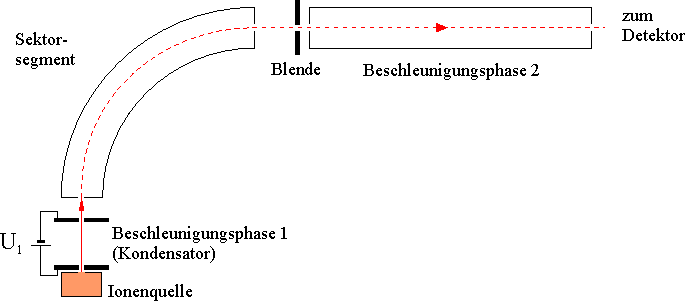 zum
Detektor
Sektor-
segment
Blende
Beschleunigungsphase 2
U1
Beschleunigungsphase 1
(Kondensator)
Ionenquelle